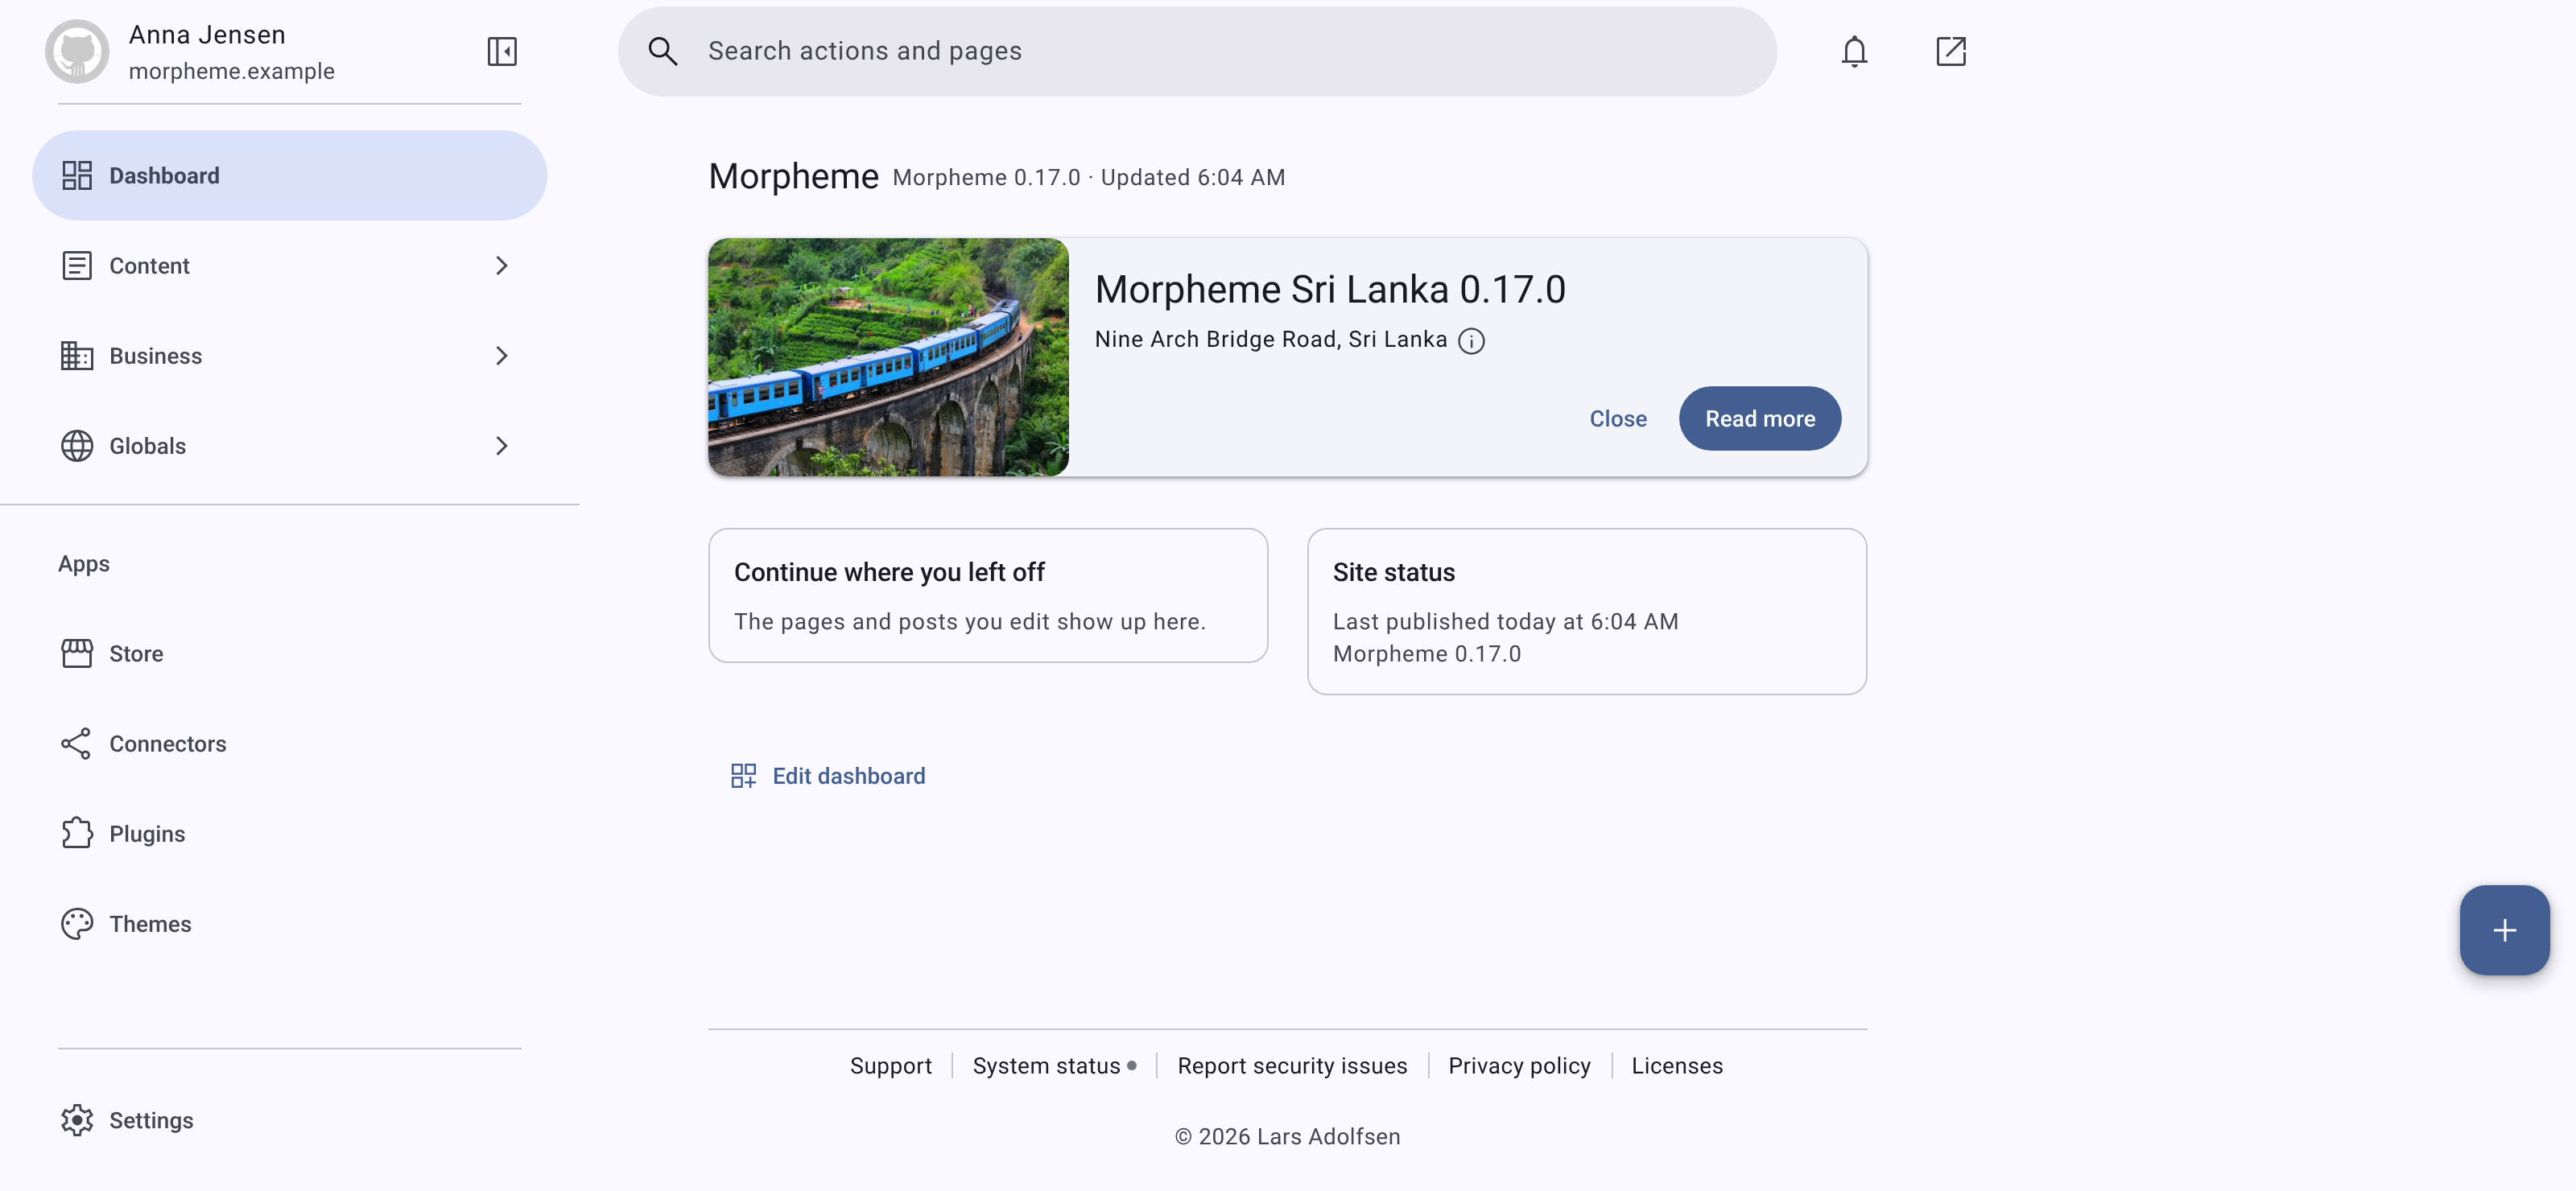 Anna Jensen
morpheme.example
Search actions and pages
Dashboard
Content
Business
Globals
Apps
Store
Connectors
Plugins
Themes
Settings
Morpheme Morpheme 0.17.0 · Updated 6:04 AM
Morpheme Sri Lanka 0.17.0
Nine Arch Bridge Road, Sri Lanka
Close Read more
Continue where you left off
The pages and posts you edit show up here.
Site status
Last published today at 6:04 AM
Morpheme 0.17.0
Edit dashboard
Support System status Report security issues Privacy policy Licenses
© 2026 Lars Adolfsen